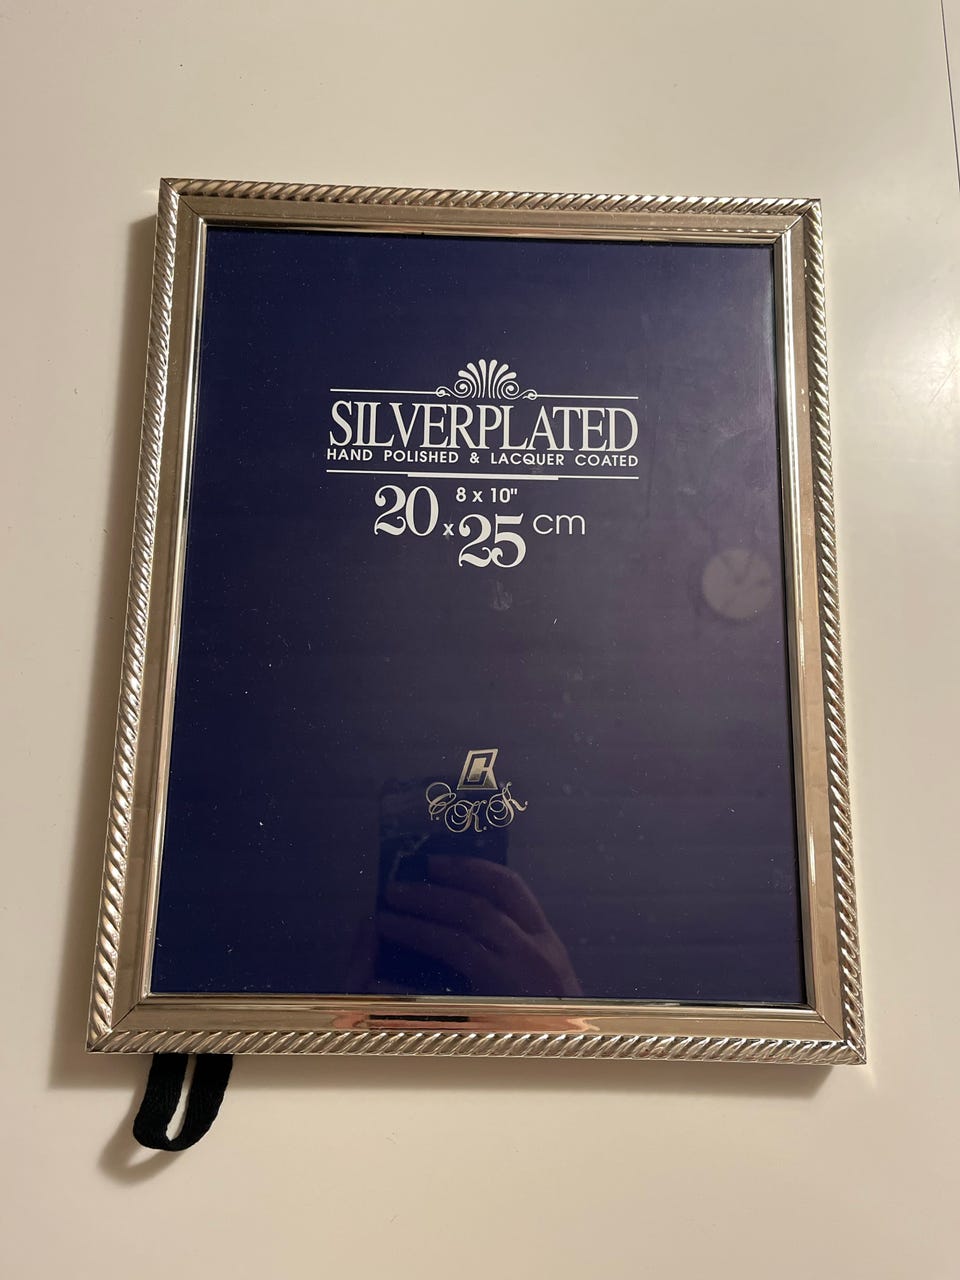 SILVERPLATED
HAND POLISHED & LACQUER COATED
8 x 10"
20 x 25 cm
C.K.K.